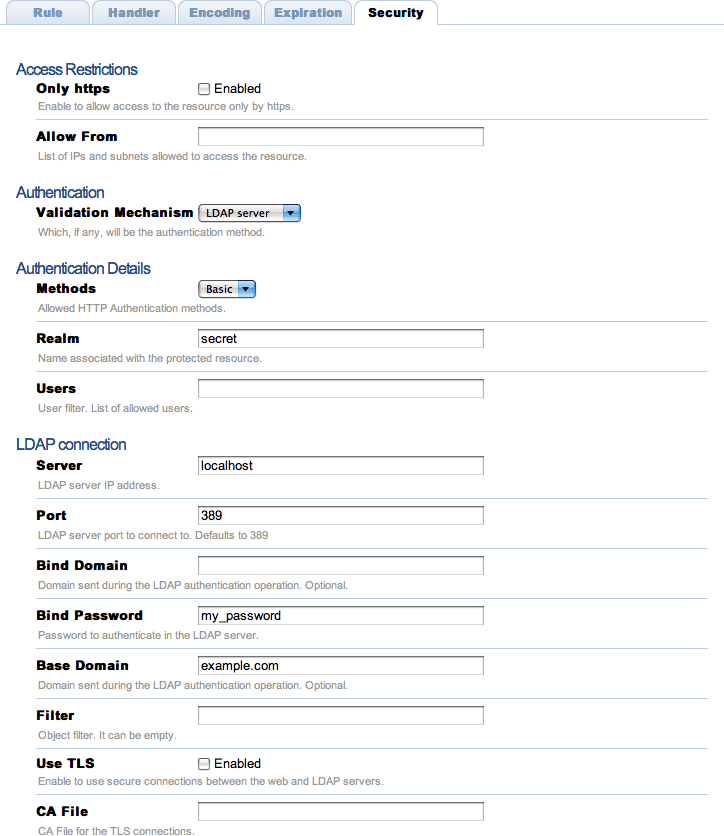 Rule Handler Encoding Expiration Security
Access Restrictions
Only https Enabled
Enable to allow access to the resource only by https.
Allow From
List of IPs and subnets allowed to access the resource.
Authentication
Validation Mechanism LDAP server
Which, if any, will be the authentication method.
Authentication Details
Methods Basic
Allowed HTTP Authentication methods.
Realm secret
Name associated with the protected resource.
Users
User filter. List of allowed users.
LDAP connection
Server localhost
LDAP server IP address.
Port 389
LDAP server port to connect to. Defaults to 389
Bind Domain
Domain sent during the LDAP authentication operation. Optional.
Bind Password my_password
Password to authenticate in the LDAP server.
Base Domain example.com
Domain sent during the LDAP authentication operation. Optional.
Filter
Object filter. It can be empty.
Use TLS Enabled
Enable to use secure connections between the web and LDAP servers.
CA File
CA File for the TLS connections.